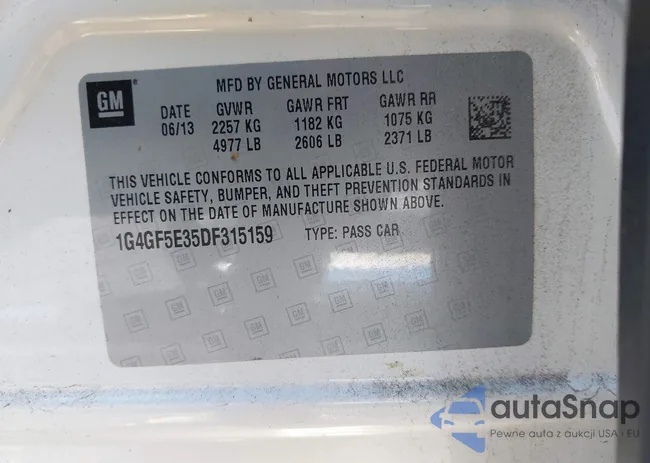 GM
MFD BY GENERAL MOTORS LLC
DATE GVWR GAWR FRT GAWR RR
06/13 2257 KG 1182 KG 1075 KG
4977 LB 2606 LB 2371 LB
THIS VEHICLE CONFORMS TO ALL APPLICABLE U.S. FEDERAL MOTOR
VEHICLE SAFETY, BUMPER, AND THEFT PREVENTION STANDARDS IN
EFFECT ON THE DATE OF MANUFACTURE SHOWN ABOVE.
1G4GF5E35DF315159 TYPE: PASS CAR
autaSnap
Pewne auta z aukcji USA i EU